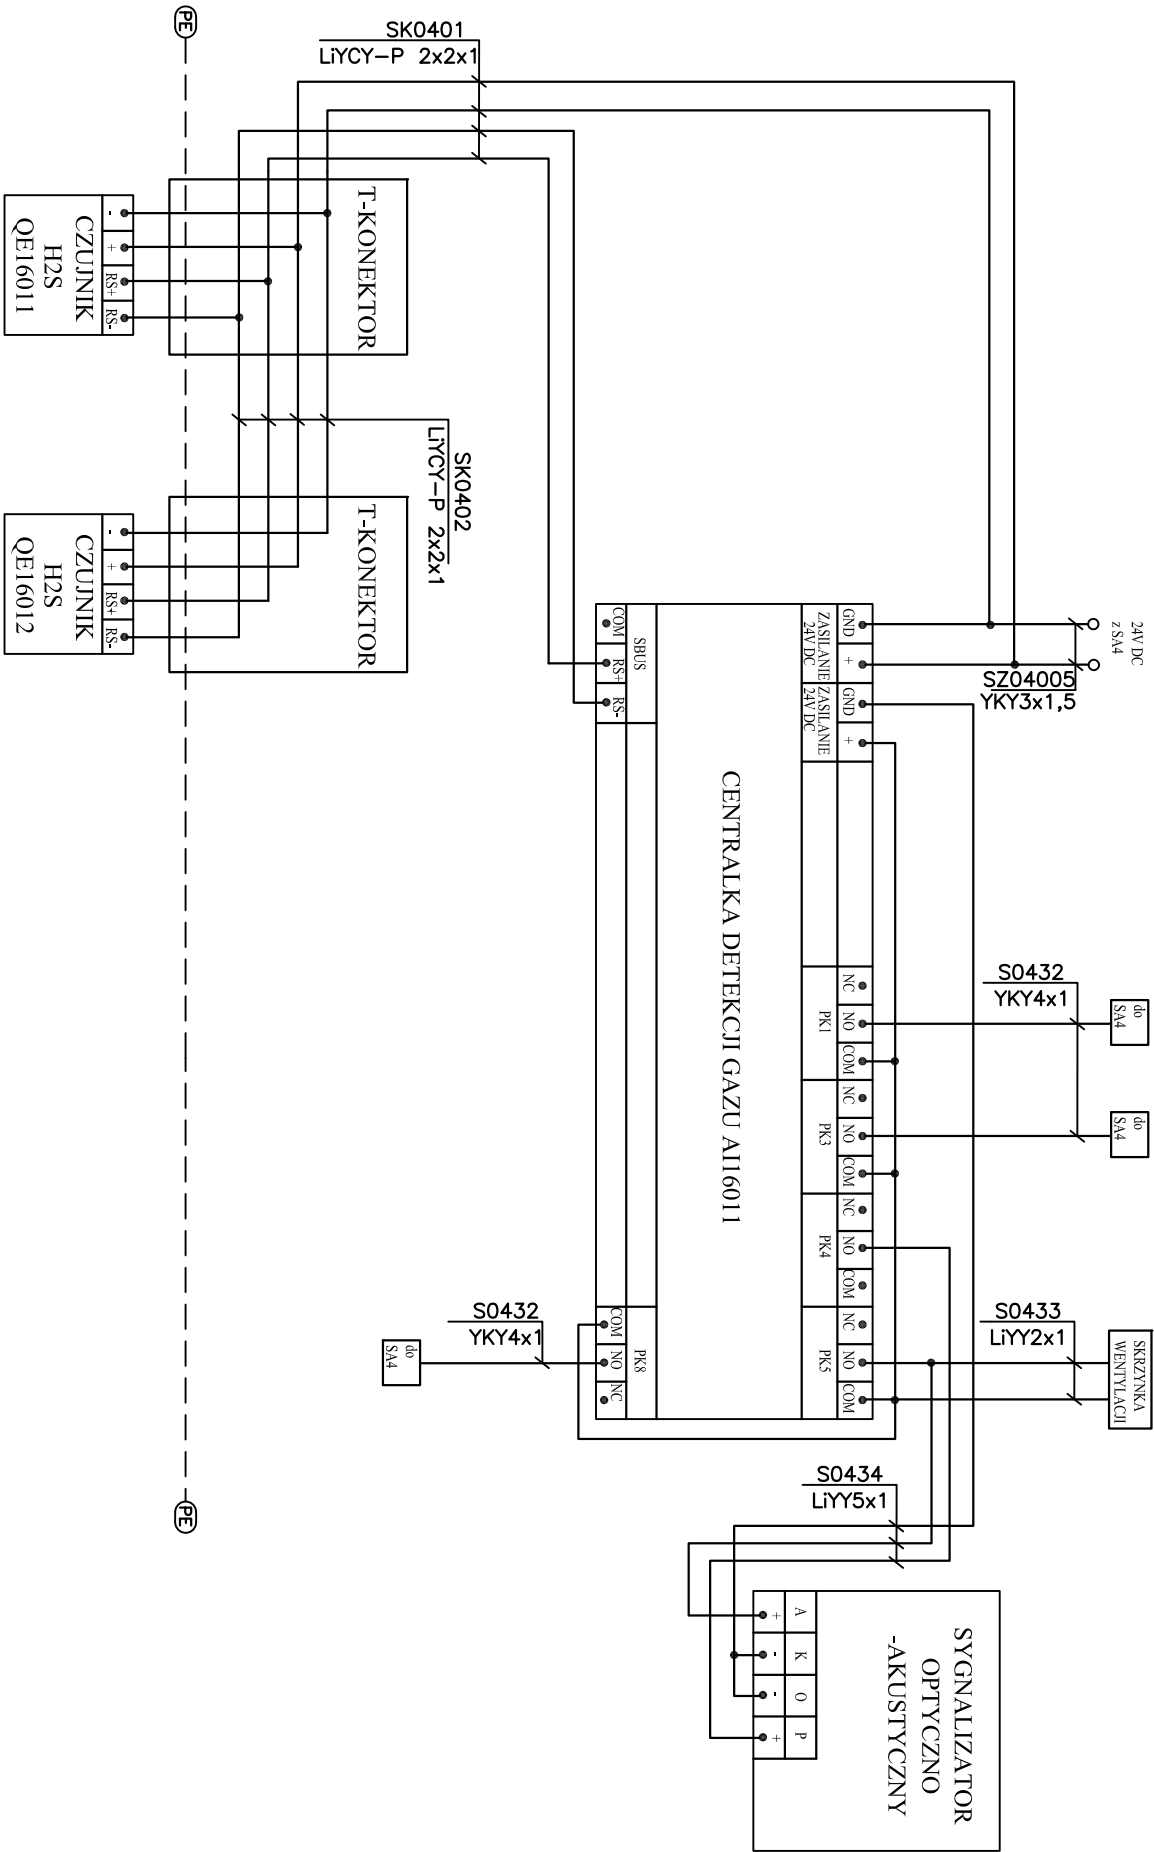 PE
SK0401
LiYCY-P 2x2x1
T-KONEKTOR
-
+
RS+
RS-
CZUJNIK
H2S
QE16011
SK0402
LiYCY-P 2x2x1
T-KONEKTOR
-
+
RS+
RS-
CZUJNIK
H2S
QE16012
PE
24V DC
z SA4
SZ04005
YKY3x1,5
GND
+
GND
+
ZASILANIE
24V DC
ZASILANIE
24V DC
COM
RS+
RS-
SBUS
CENTRALKA DETEKCJI GAZU AI16011
do
SA4
do
SA4
S0432
YKY4x1
NC
NO
COM
PK1
NC
NO
COM
PK3
NC
NO
COM
PK4
NC
NO
COM
PK5
COM
NO
NC
PK8
S0432
YKY4x1
do
SA4
S0433
LiYY2x1
SKRZYNKA
WENTYLACJI
S0434
LiYY5x1
A
K
O
P
+
-
-
+
SYGNALIZATOR
OPTYCZNO
-AKUSTYCZNY